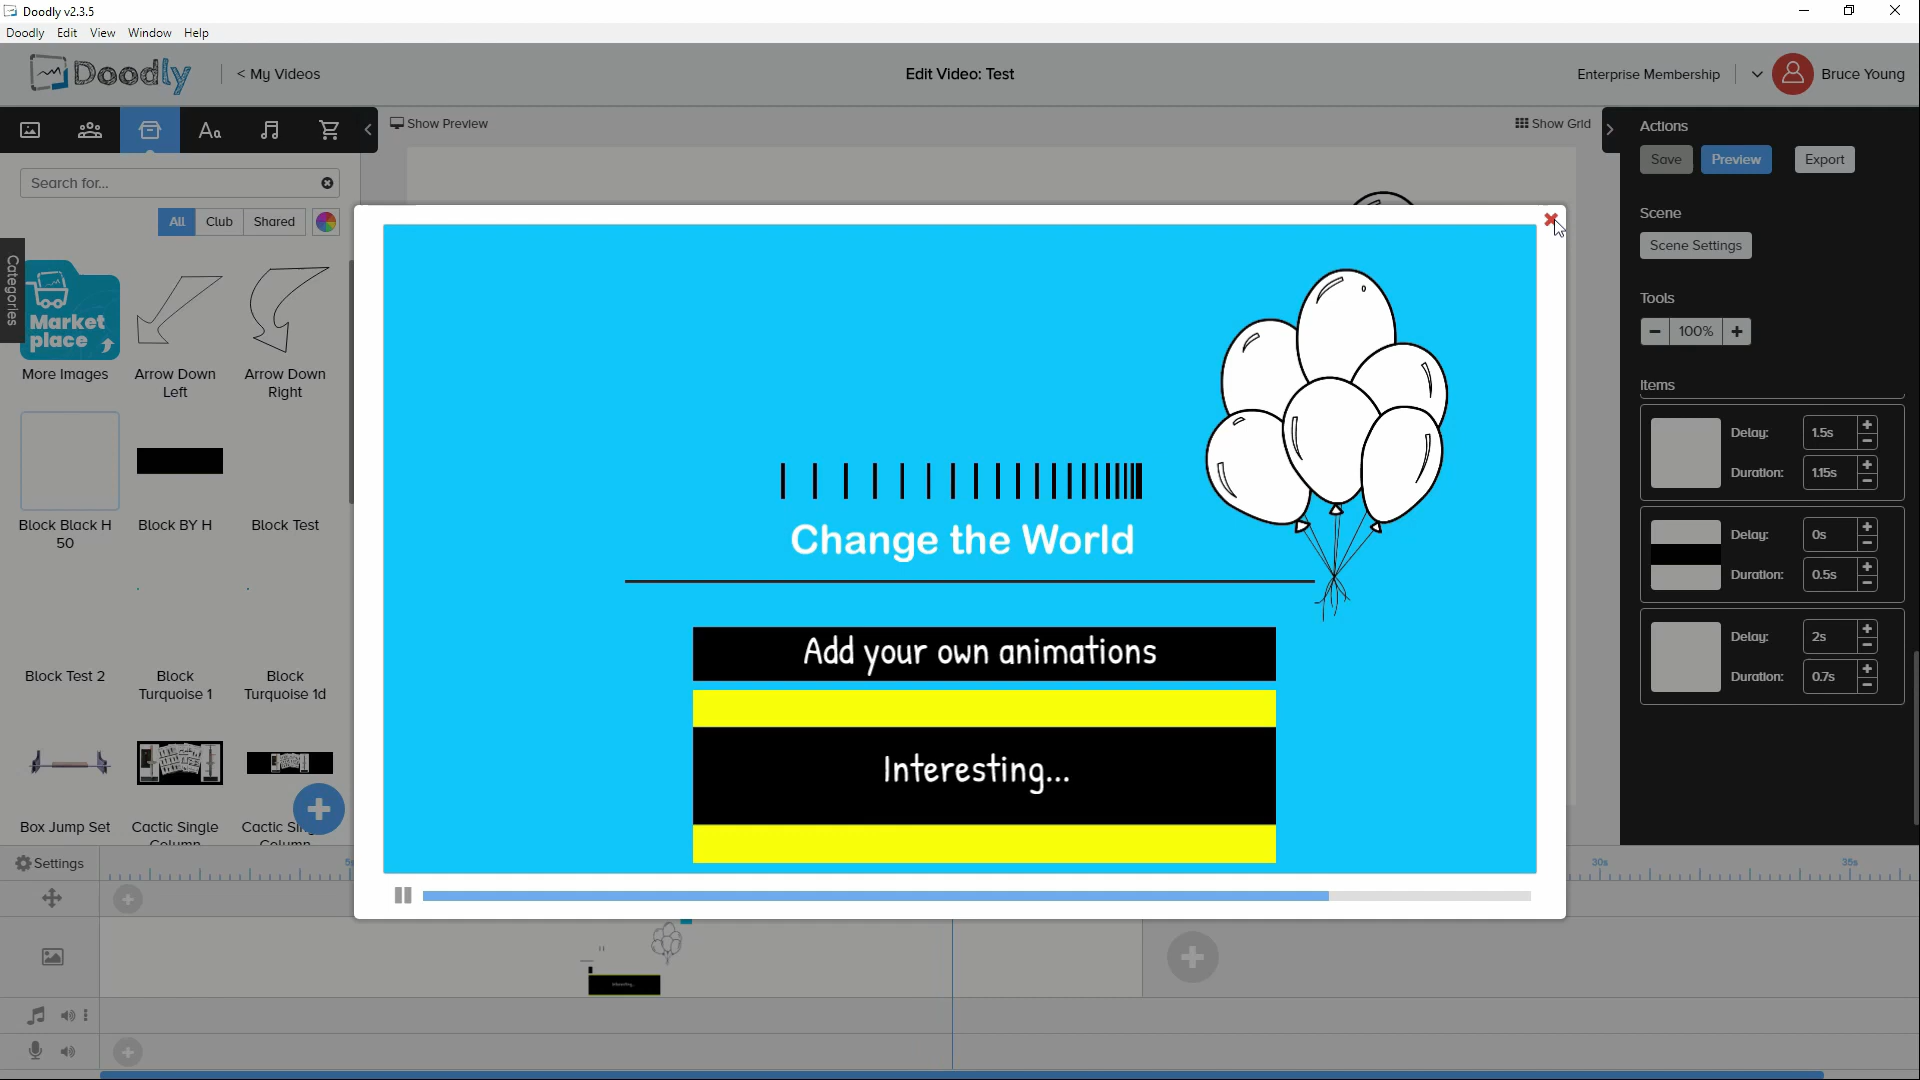 Doodly v2.3.5
Doodly Edit View Window Help
Doodly
< My Videos
Edit Video: Test
Enterprise Membership
Bruce Young
Show Preview
Show Grid
Search for...
All Club Shared
Categories
Market
place
More Images
Arrow Down
Left
Arrow Down
Right
Block Black H
50
Block BY H
Block Test
Block Test 2
Block
Turquoise 1
Block
Turquoise 1d
Box Jump Set
Cactic Single
Column
Cactic
Column
Change the World
Add your own animations
Interesting...
Actions
Save Preview Export
Scene
Scene Settings
Tools
- 100% +
Items
Delay: 1.5s
Duration: 1.15s
Delay: 0s
Duration: 0.5s
Delay: 2s
Duration: 0.7s
Settings
30s
35s